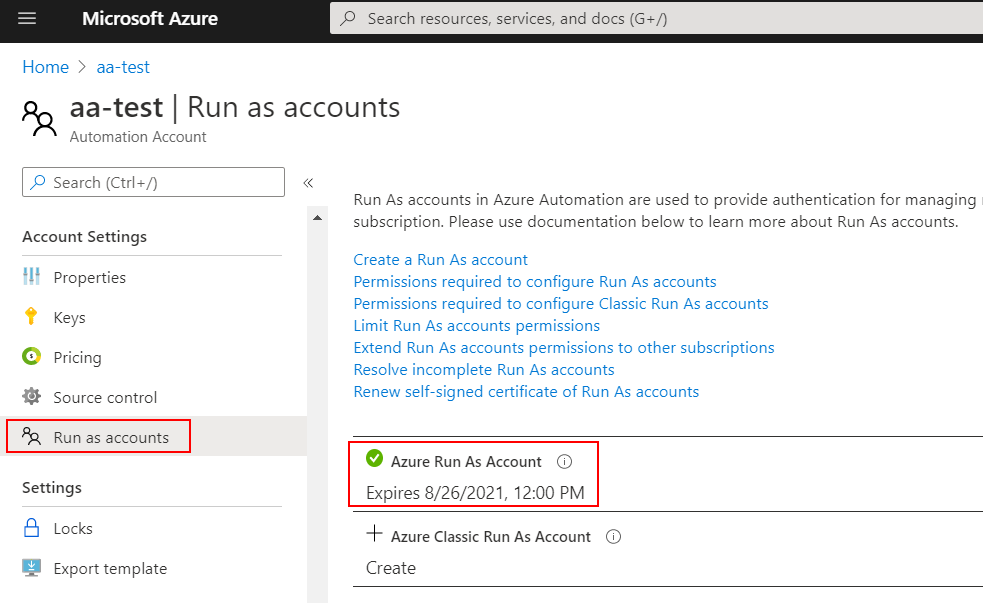 Microsoft Azure
Search resources, services, and docs (G+/)
Home > aa-test
aa-test | Run as accounts
Automation Account
Search (Ctrl+/)
«
Account Settings
Properties
Keys
Pricing
Source control
Run as accounts
Settings
Locks
Export template
Run As accounts in Azure Automation are used to provide authentication for managing
subscription. Please use documentation below to learn more about Run As accounts.
Create a Run As account
Permissions required to configure Run As accounts
Permissions required to configure Classic Run As accounts
Limit Run As accounts permissions
Extend Run As accounts permissions to other subscriptions
Resolve incomplete Run As accounts
Renew self-signed certificate of Run As accounts
Azure Run As Account
Expires 8/26/2021, 12:00 PM
Azure Classic Run As Account
Create